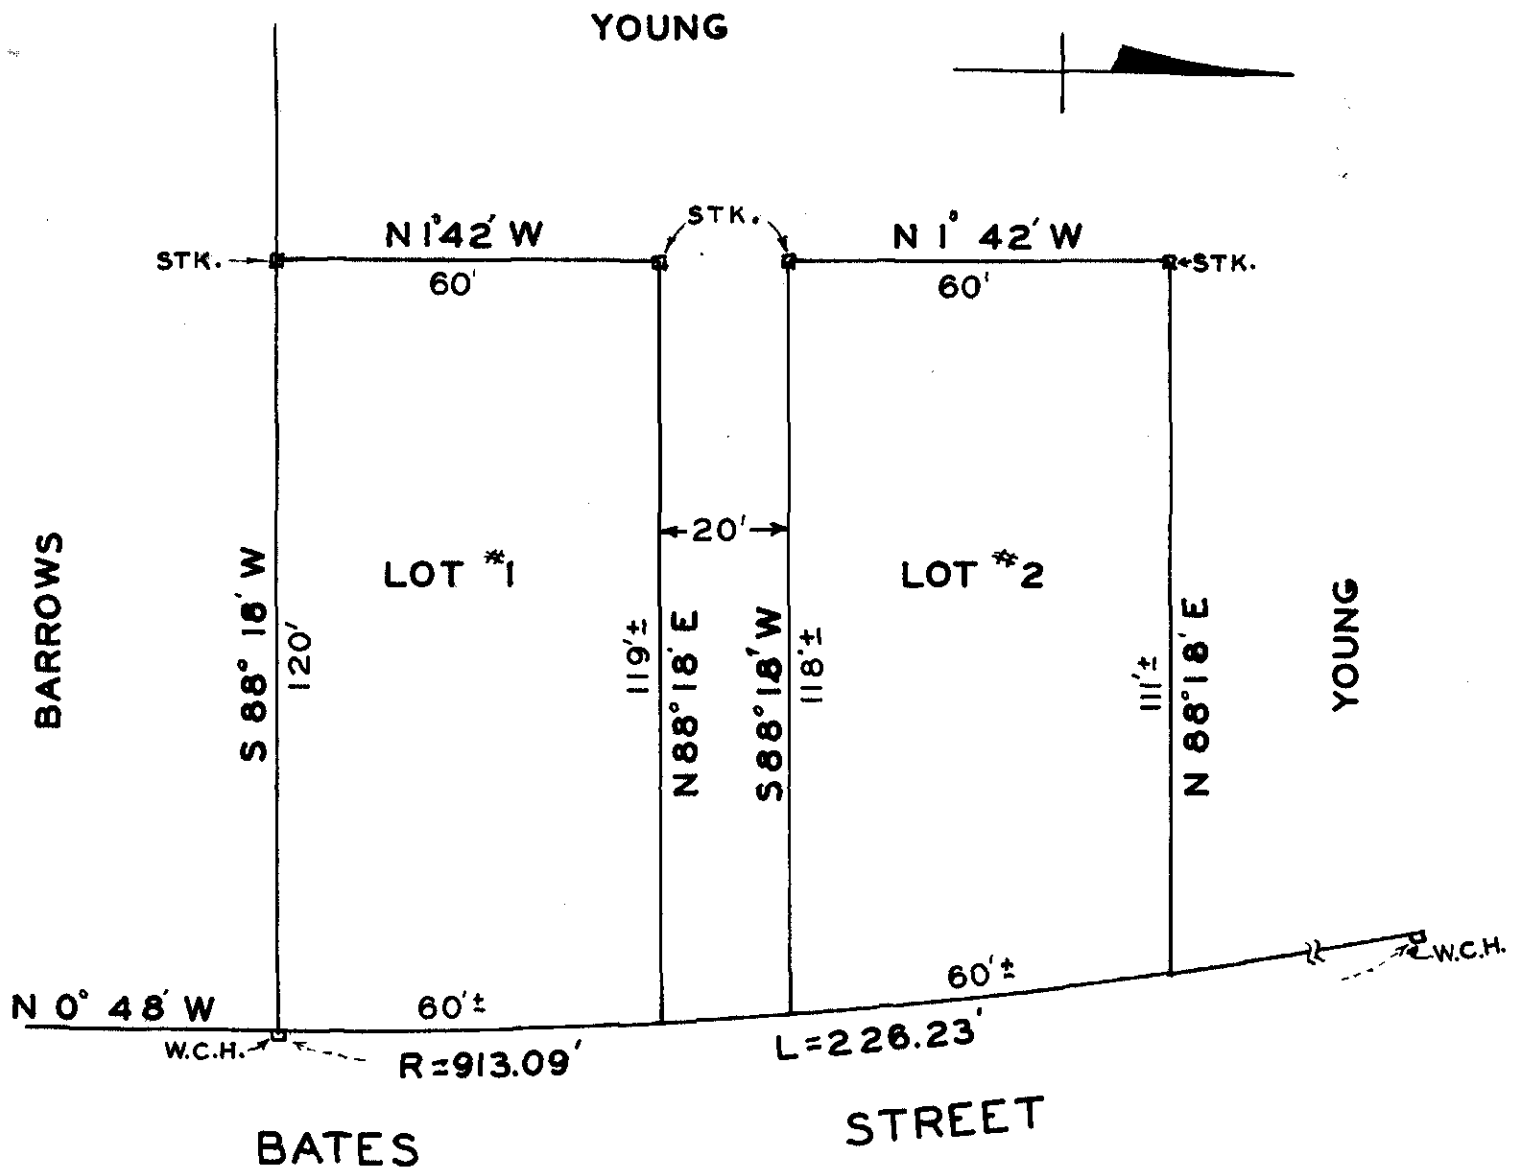 YOUNG
STK.
N 1° 42' W
60'
STK.
N 1° 42' W
60'
STK.
BARROWS
S 88° 18' W
120'
LOT #1
119'±
N 88° 18' E
20'
S 88° 18' W
118'±
LOT #2
111'±
N 88° 18' E
YOUNG
N 0° 48' W
60'±
60'±
W.C.H.
W.C.H.
R=913.09'
L=226.23'
BATES STREET